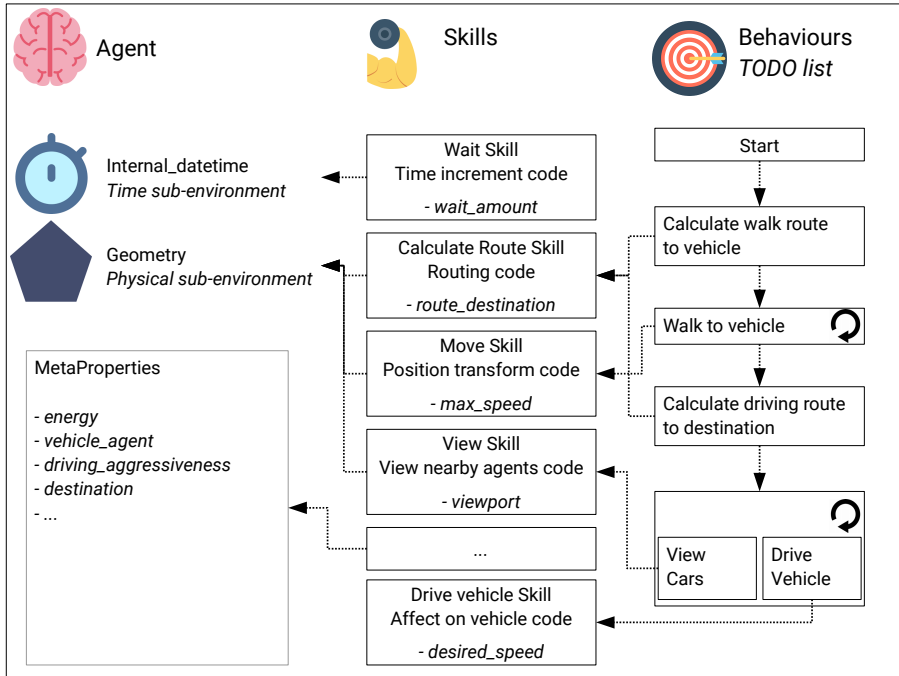 Agent
Internal_datetime
Time sub-environment
Geometry
Physical sub-environment
MetaProperties
- energy
- vehicle_agent
- driving_aggressiveness
- destination
- ...
Skills
Wait Skill
Time increment code
- wait_amount
Calculate Route Skill
Routing code
- route_destination
Move Skill
Position transform code
- max_speed
View Skill
View nearby agents code
- viewport
...
Drive vehicle Skill
Affect on vehicle code
- desired_speed
Behaviours
TODO list
Start
Calculate walk route
to vehicle
Walk to vehicle
Calculate driving route
to destination
View
Cars
Drive
Vehicle